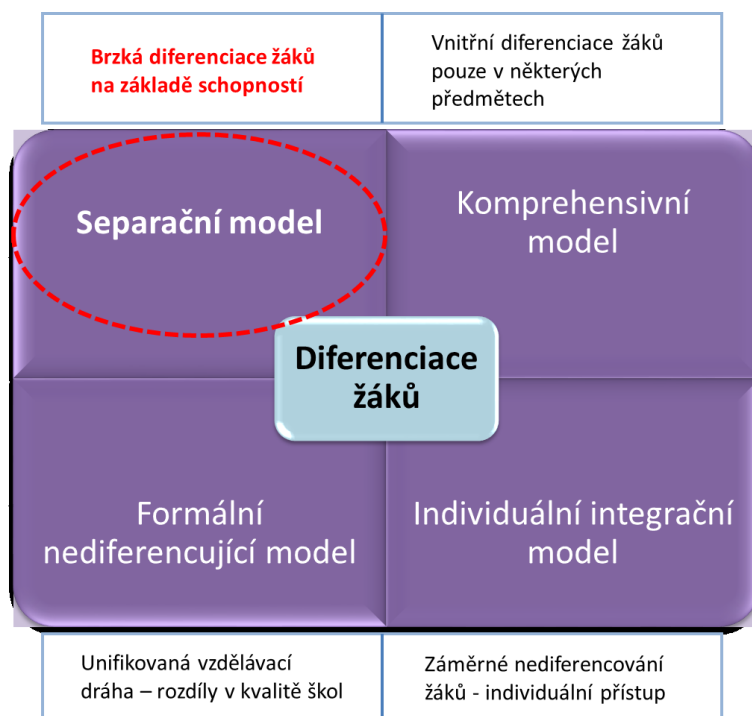 Brzká diferenciace žáků
na základě schopností
Vnitřní diferenciace žáků
pouze v některých
předmětech
Separační model
Komprehensivní
model
Diferenciace
žáků
Formální
nediferencující model
Individuální integrační
model
Unifikovaná vzdělávací
dráha – rozdíly v kvalitě škol
Záměrné nediferencování
žáků - individuální přístup